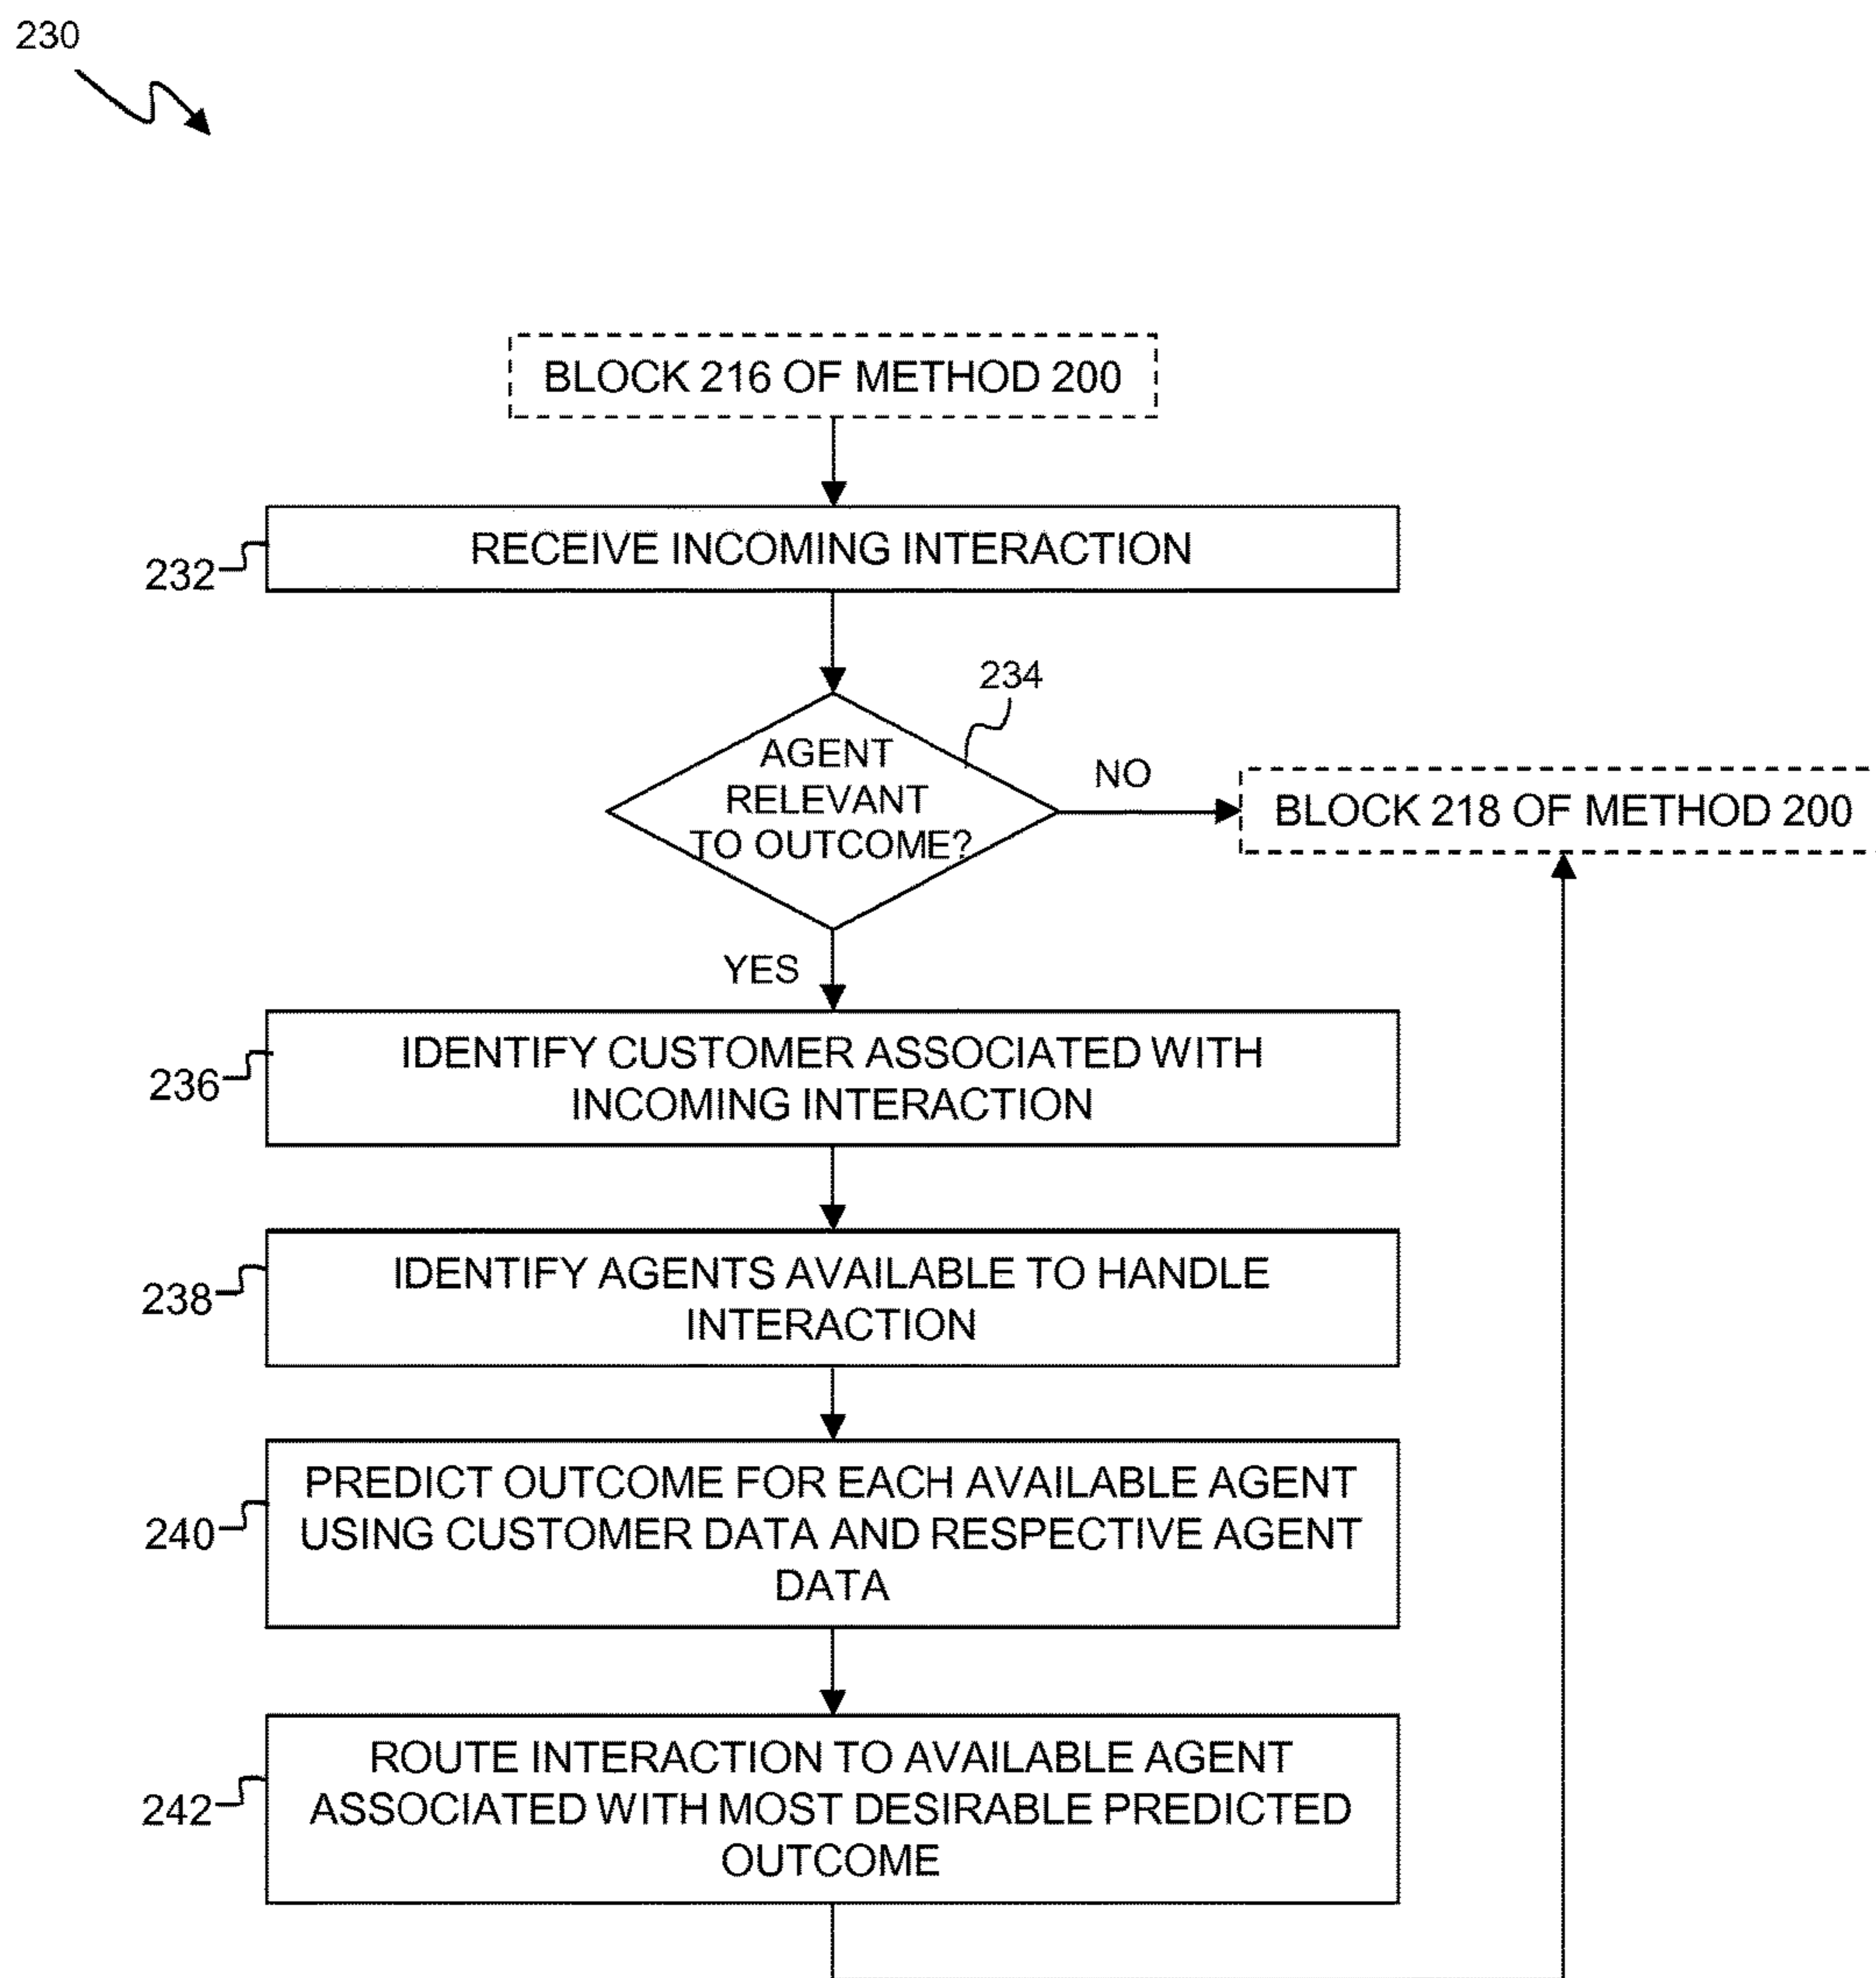 230
BLOCK 216 OF METHOD 200
RECEIVE INCOMING INTERACTION
232
234
AGENT
RELEVANT
TO OUTCOME?
NO
BLOCK 218 OF METHOD 200
YES
IDENTIFY CUSTOMER ASSOCIATED WITH
INCOMING INTERACTION
236
IDENTIFY AGENTS AVAILABLE TO HANDLE
INTERACTION
238
PREDICT OUTCOME FOR EACH AVAILABLE AGENT
USING CUSTOMER DATA AND RESPECTIVE AGENT
DATA
240
ROUTE INTERACTION TO AVAILABLE AGENT
ASSOCIATED WITH MOST DESIRABLE PREDICTED
OUTCOME
242